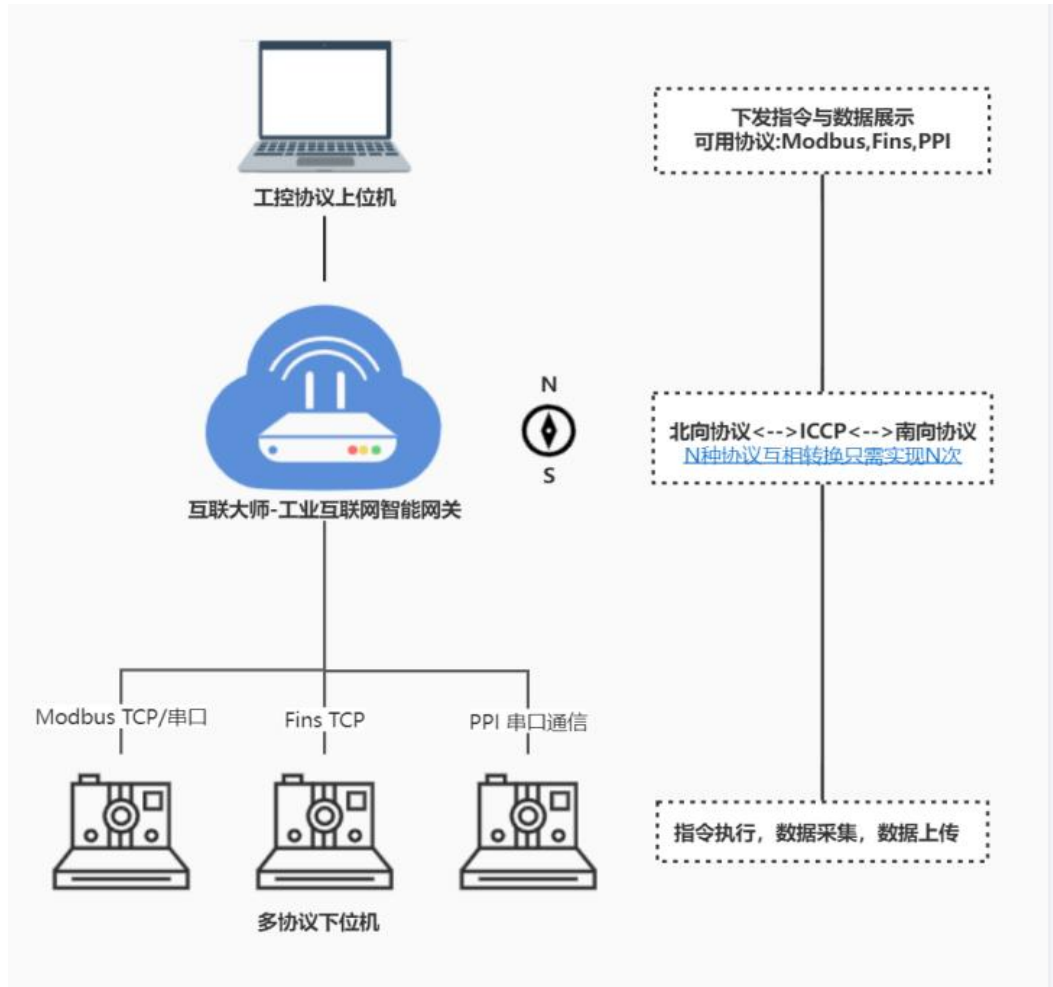 下发指令与数据展示
可用协议:Modbus,Fins,PPI
工控协议上位机
N
北向协议<-->ICCP<-->南向协议
N种协议互相转换只需实现N次
S
互联大师-工业互联网智能网关
Modbus TCP/串口
Fins TCP
PPI 串口通信
指令执行，数据采集，数据上传
多协议下位机